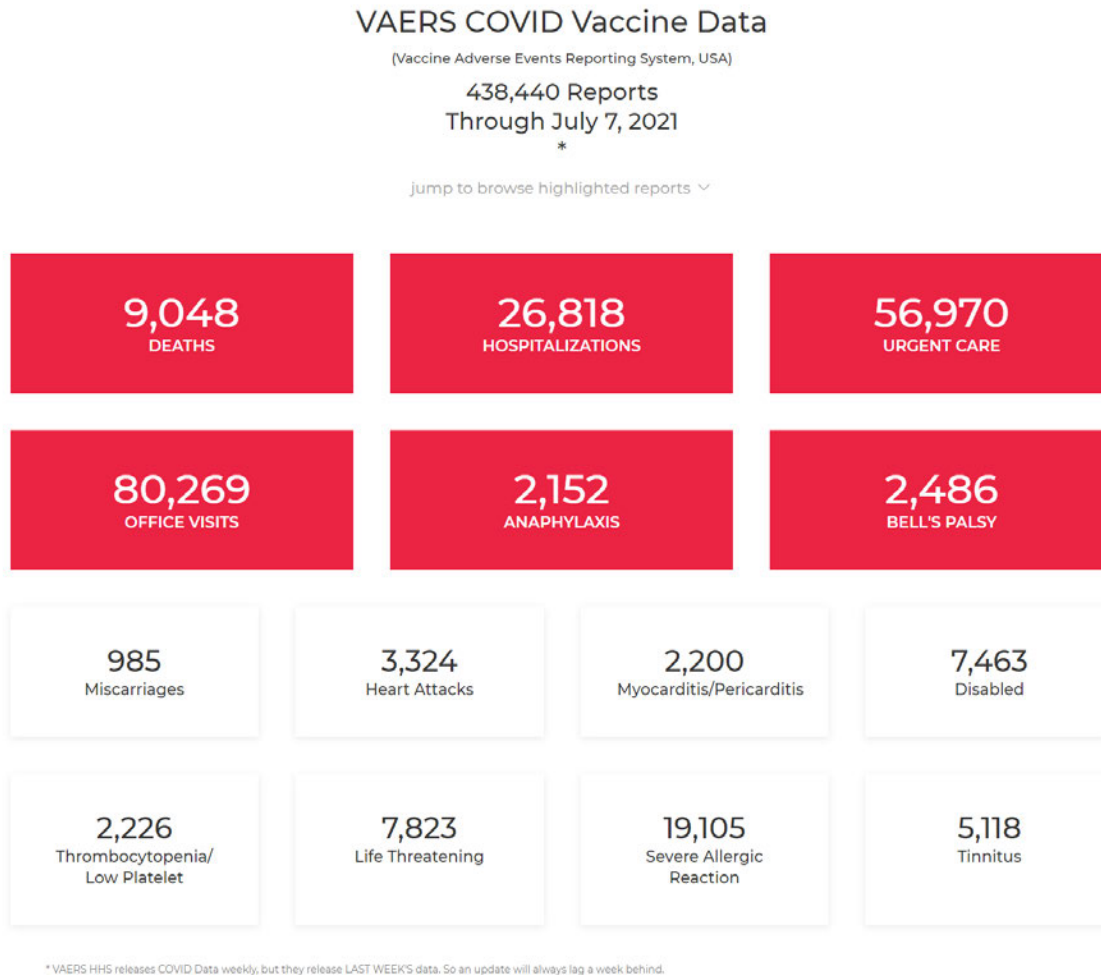 VAERS COVID Vaccine Data
(Vaccine Adverse Events Reporting System, USA)
438,440 Reports
Through July 7, 2021
*
jump to browse highlighted reports
9,048
DEATHS
26,818
HOSPITALIZATIONS
56,970
URGENT CARE
80,269
OFFICE VISITS
2,152
ANAPHYLAXIS
2,486
BELL'S PALSY
985
Miscarriages
3,324
Heart Attacks
2,200
Myocarditis/Pericarditis
7,463
Disabled
2,226
Thrombocytopenia/
Low Platelet
7,823
Life Threatening
19,105
Severe Allergic
Reaction
5,118
Tinnitus
* VAERS HHS releases COVID Data weekly, but they release LAST WEEK'S data. So an update will always lag a week behind.